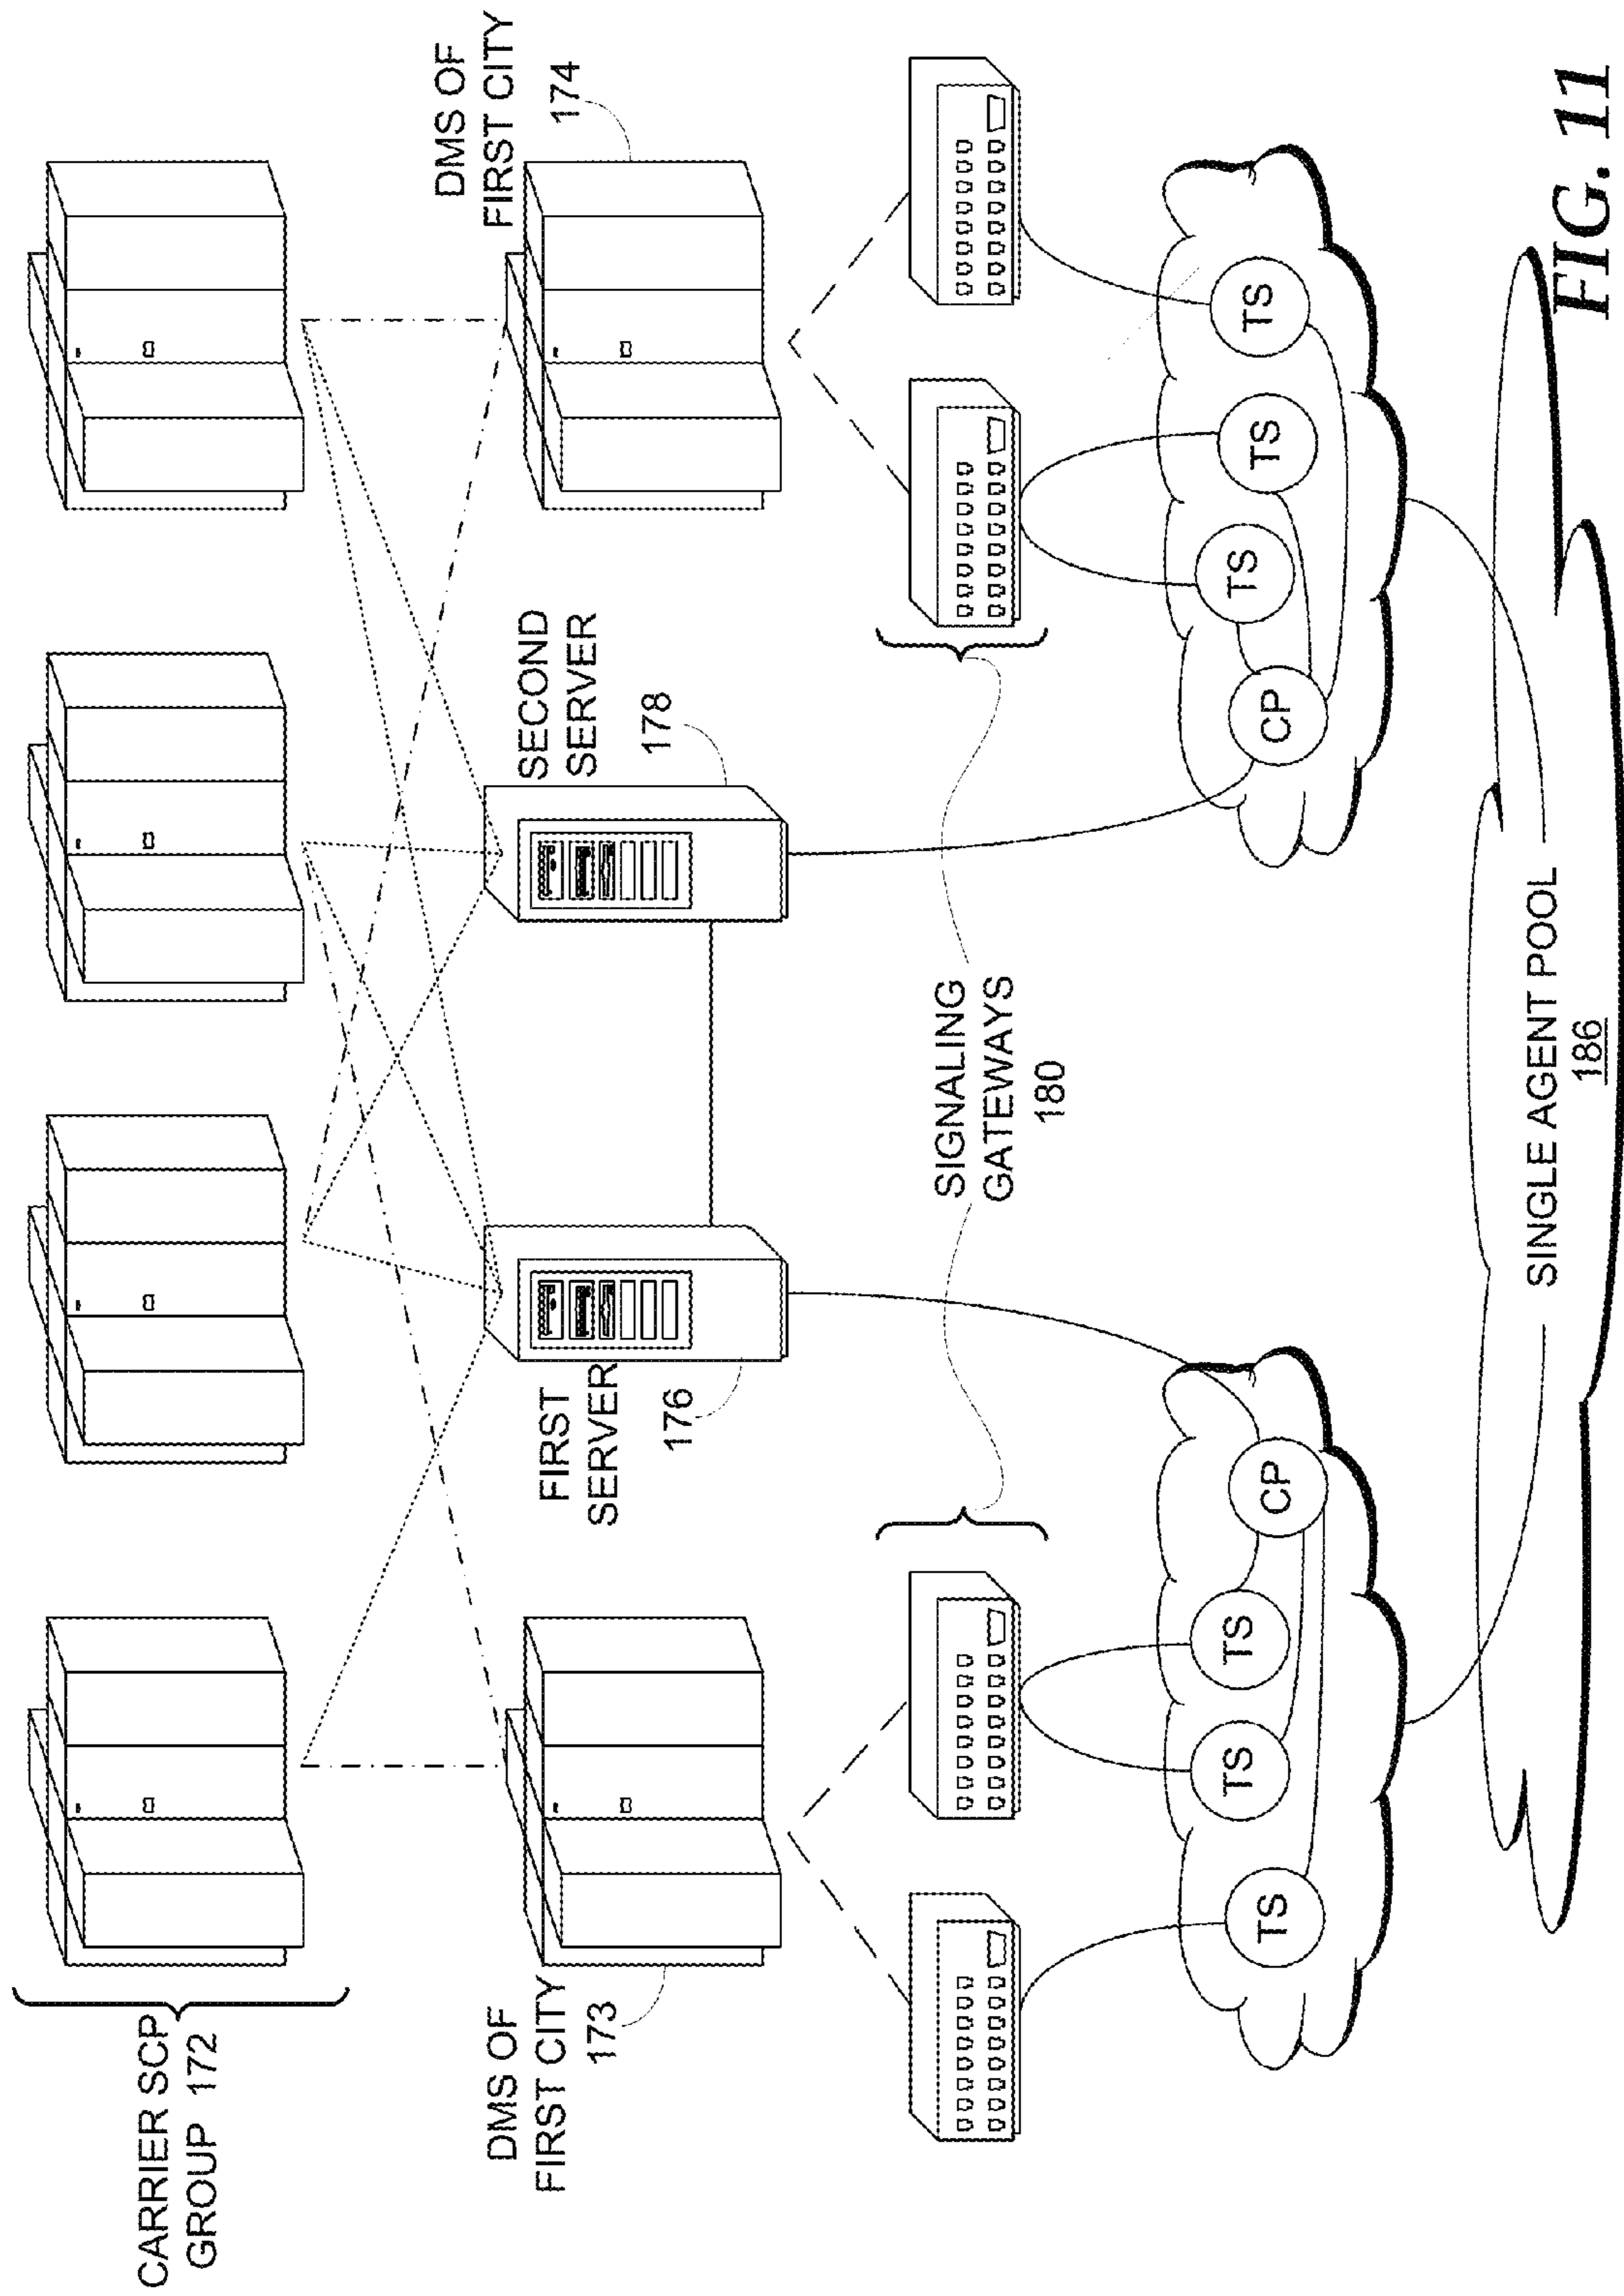 CARRIER SCP
GROUP 172
DMS OF
FIRST CITY
173
FIRST
SERVER
176
SECOND
SERVER
178
DMS OF
FIRST CITY
174
SIGNALING
GATEWAYS
180
TS
TS
TS
CP
CP
TS
TS
TS
SINGLE AGENT POOL
186
FIG. 11